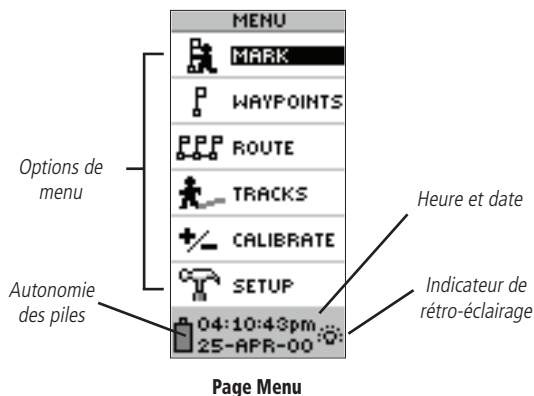 MENU
MARK
WAYPOINTS
ROUTE
TRACKS
CALIBRATE
SETUP
04:10:43pm
25-APR-00
Options de
menu
Autonomie
des piles
Heure et date
Indicateur de
rétro-éclairage
Page Menu